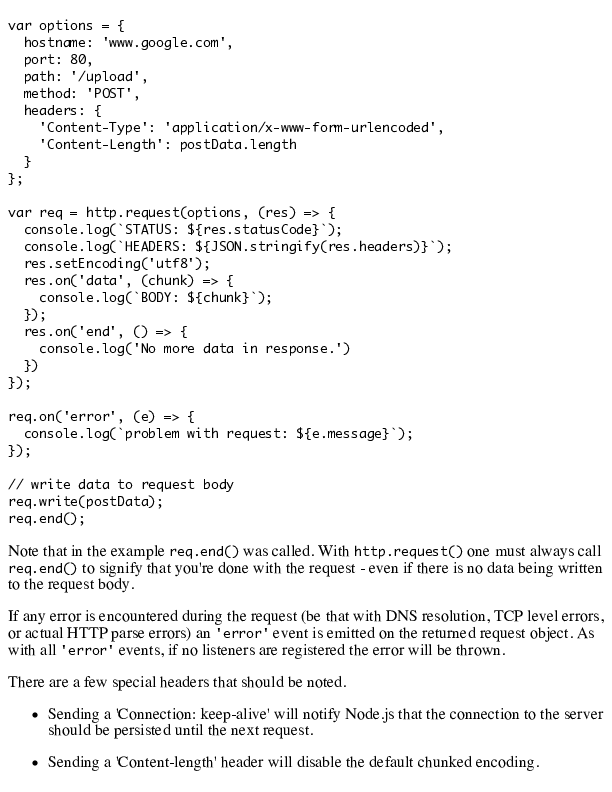 var options = {
  hostname: 'www.google.com',
  port: 80,
  path: '/upload',
  method: 'POST',
  headers: {
    'Content-Type': 'application/x-www-form-urlencoded',
    'Content-Length': postData.length
  }
};

var req = http.request(options, (res) => {
  console.log(`STATUS: ${res.statusCode}`);
  console.log(`HEADERS: ${JSON.stringify(res.headers)}`);
  res.setEncoding('utf8');
  res.on('data', (chunk) => {
    console.log(`BODY: ${chunk}`);
  });
  res.on('end', () => {
    console.log('No more data in response.')
  })
});

req.on('error', (e) => {
  console.log(`problem with request: ${e.message}`);
});

// write data to request body
req.write(postData);
req.end();

Note that in the example req.end() was called. With http.request() one must always call
req.end() to signify that you're done with the request - even if there is no data being written
to the request body.

If any error is encountered during the request (be that with DNS resolution, TCP level errors,
or actual HTTP parse errors) an 'error' event is emitted on the returned request object. As
with all 'error' events, if no listeners are registered the error will be thrown.

There are a few special headers that should be noted.

• Sending a 'Connection: keep-alive' will notify Node.js that the connection to the server
should be persisted until the next request.

• Sending a 'Content-length' header will disable the default chunked encoding.